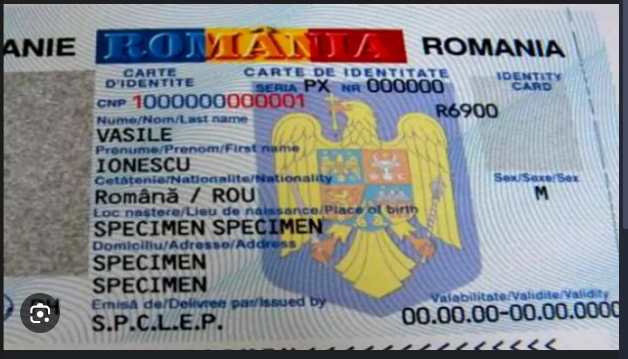 ANIE ROMÂNIA ROMANIA
CARTE D'IDENTITE
CARTE DE IDENTITATE
IDENTITY CARD
SERIA PX NR 000000
CNP 1000000000001
R6900
Nume/Nom/Last name
VASILE
Prenume/Prenom/First name
IONESCU
Cetățenie/Nationalite/Nationality
Română / ROU
Sex/Sexe/Sex
M
Loc naștere/Lieu de naissance/Place of birth
SPECIMEN SPECIMEN
Domiciliu/Adresse/Address
SPECIMEN
SPECIMEN
Emisă de/Delivree par/Issued by
S.P.C.L.E.P.
Valabilitate/Validite/Validity
00.00.00-00.00.0000